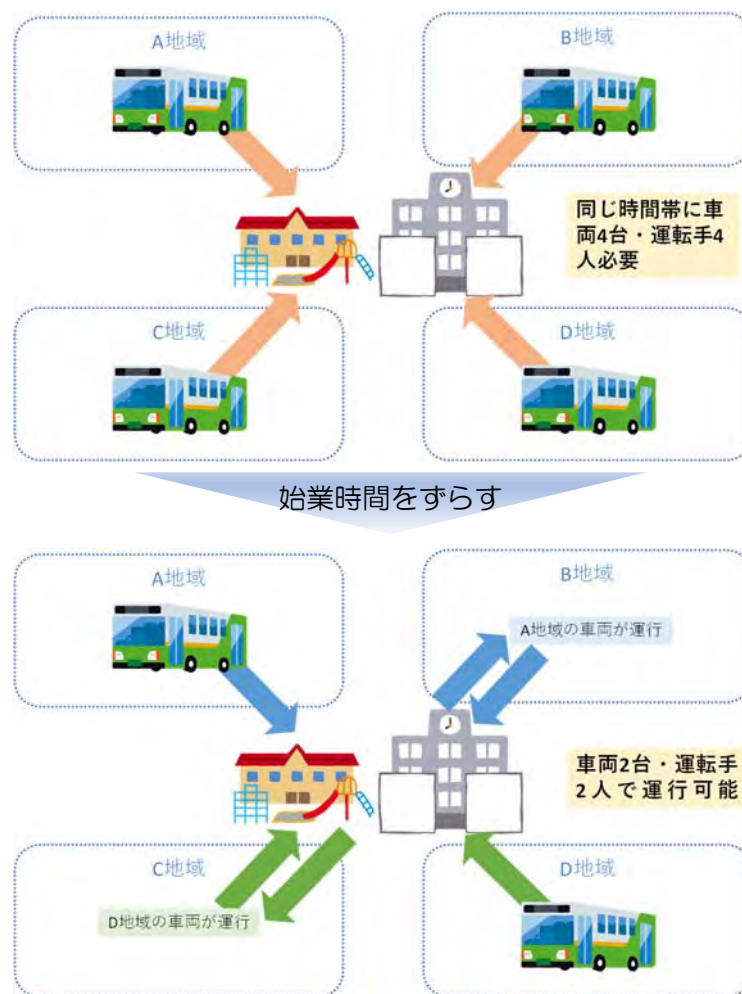 A地域
B地域
同じ時間帯に車
両4台・運転手4
人必要
C地域
D地域
始業時間をずらす
A地域
B地域
A地域の車両が運行
車両2台・運転手
2人で運行可能
C地域
D地域の車両が運行
D地域